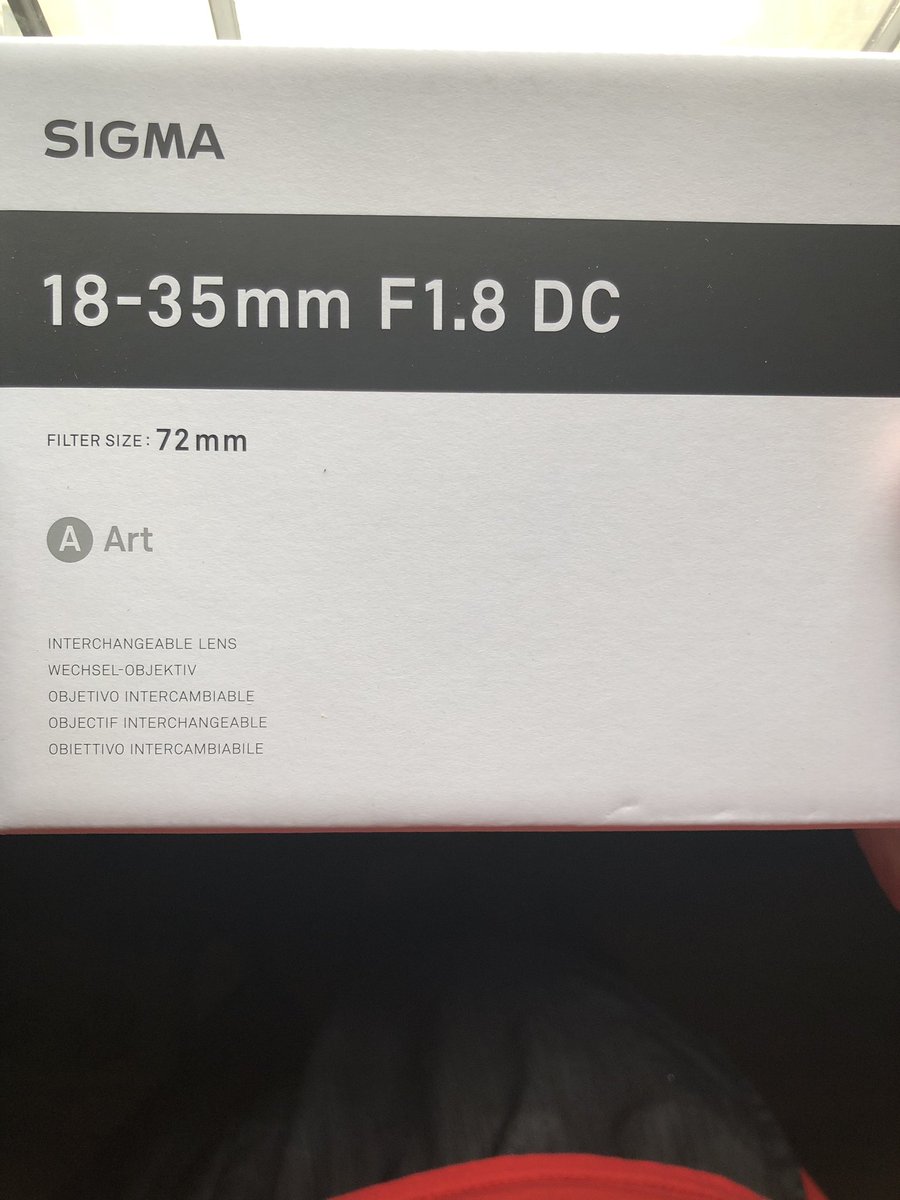 SIGMA
18-35mm F1.8 DC
FILTER SIZE: 72mm
A Art
INTERCHANGEABLE LENS
WECHSEL-OBJEKTIV
OBJETIVO INTERCAMBIABLE
OBJECTIF INTERCHANGEABLE
OBIETTIVO INTERCAMBIABILE